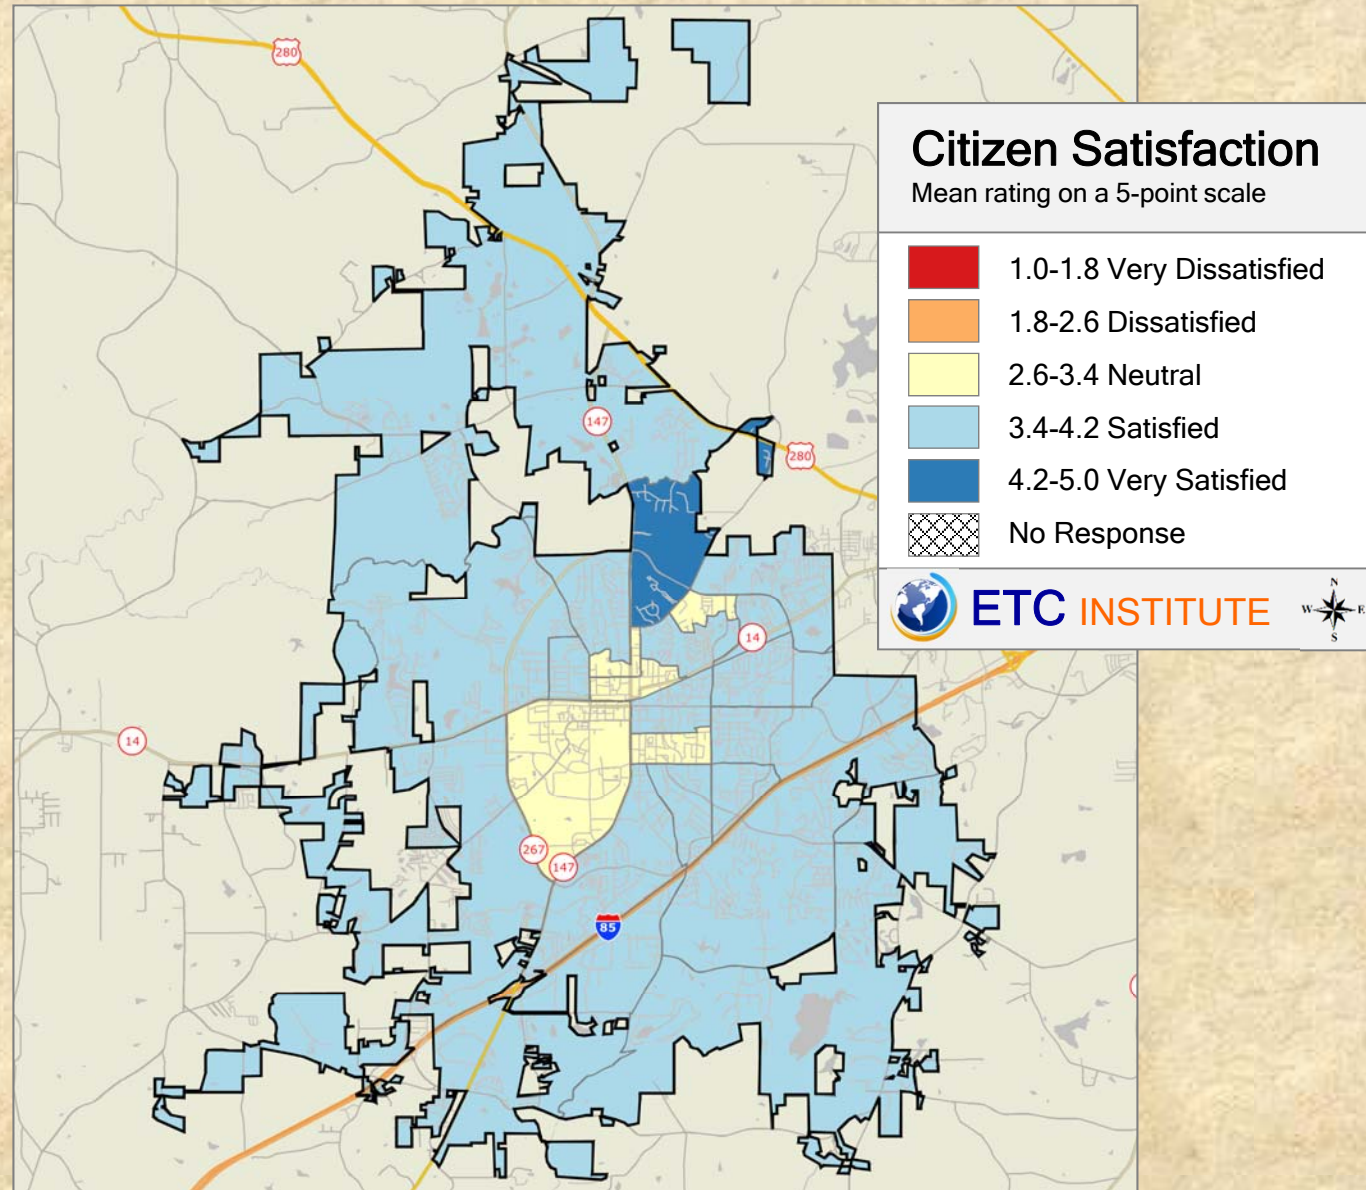 280
Citizen Satisfaction
Mean rating on a 5-point scale
1.0-1.8 Very Dissatisfied
1.8-2.6 Dissatisfied
2.6-3.4 Neutral
3.4-4.2 Satisfied
4.2-5.0 Very Satisfied
No Response
ETC INSTITUTE
N
W
E
S
147
280
14
14
267
147
85